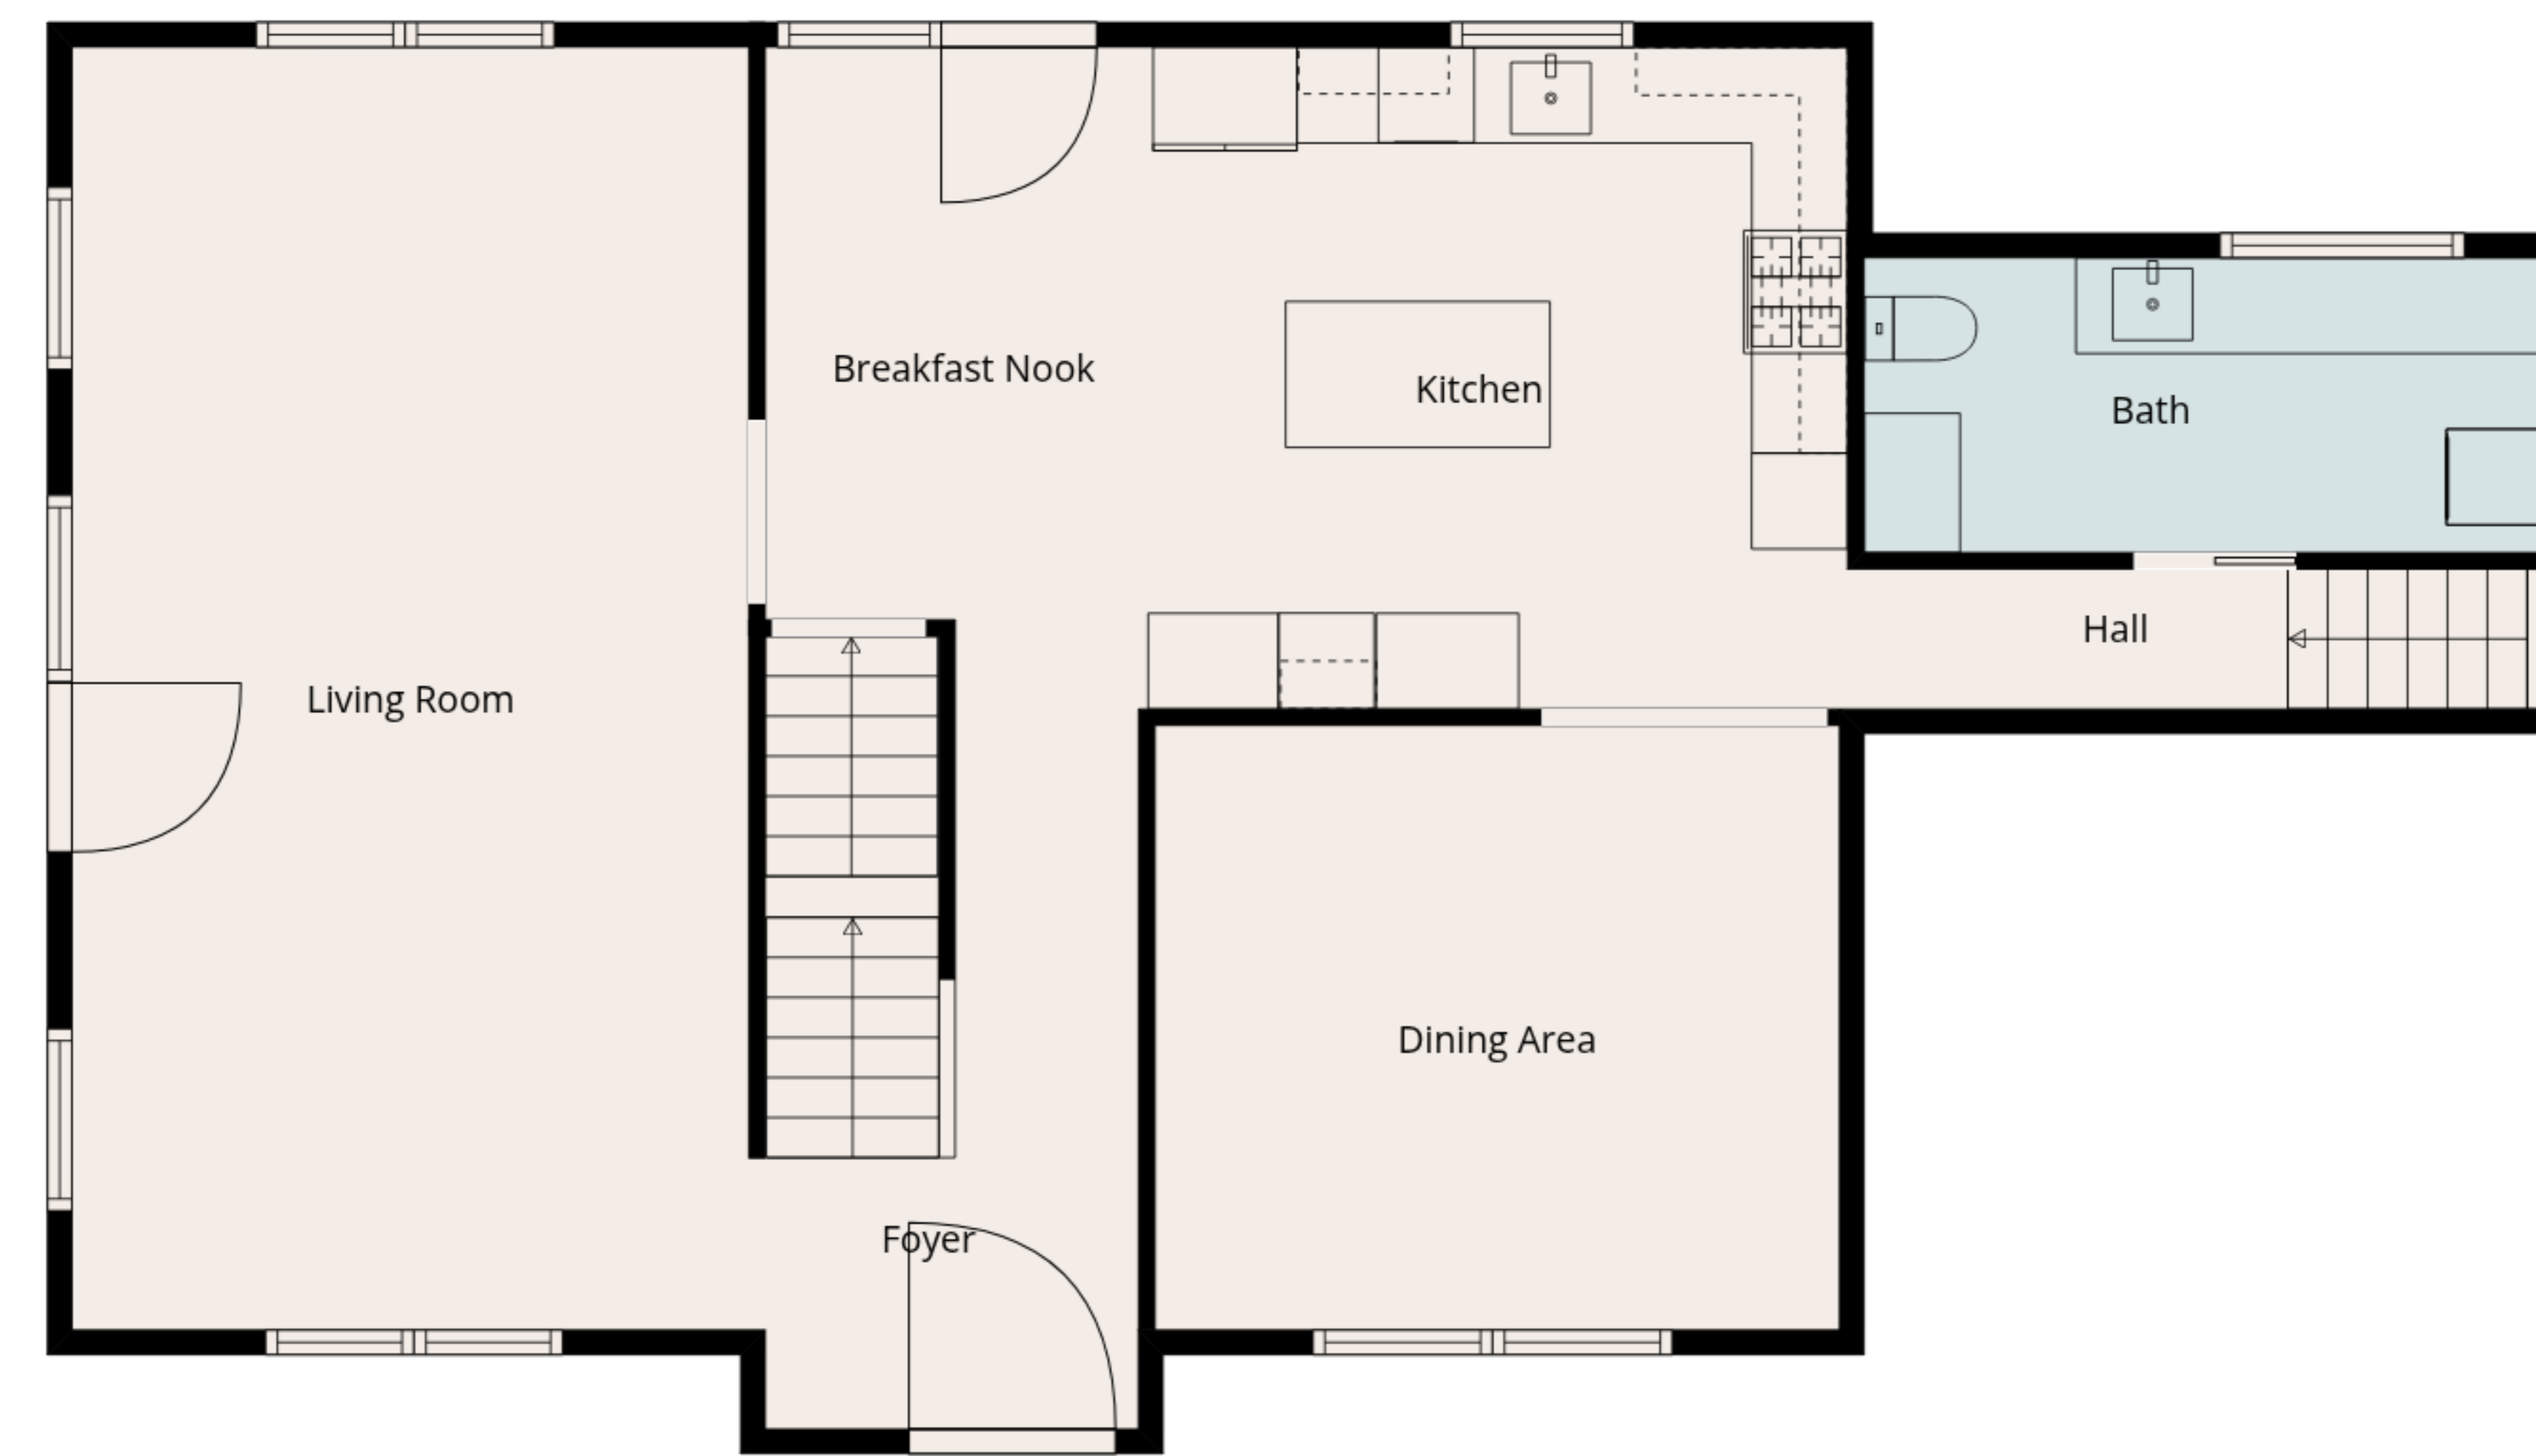 Breakfast Nook
Kitchen
Bath
Hall
Living Room
Dining Area
Foyer